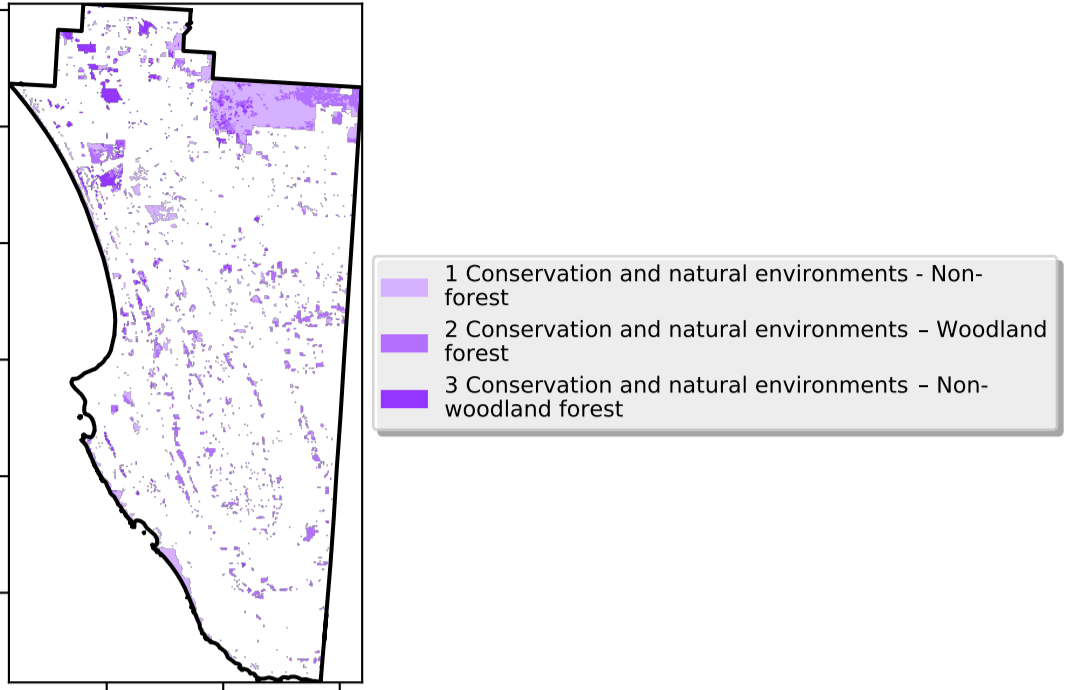 1 Conservation and natural environments - Non-
forest
2 Conservation and natural environments – Woodland
forest
3 Conservation and natural environments – Non-
woodland forest